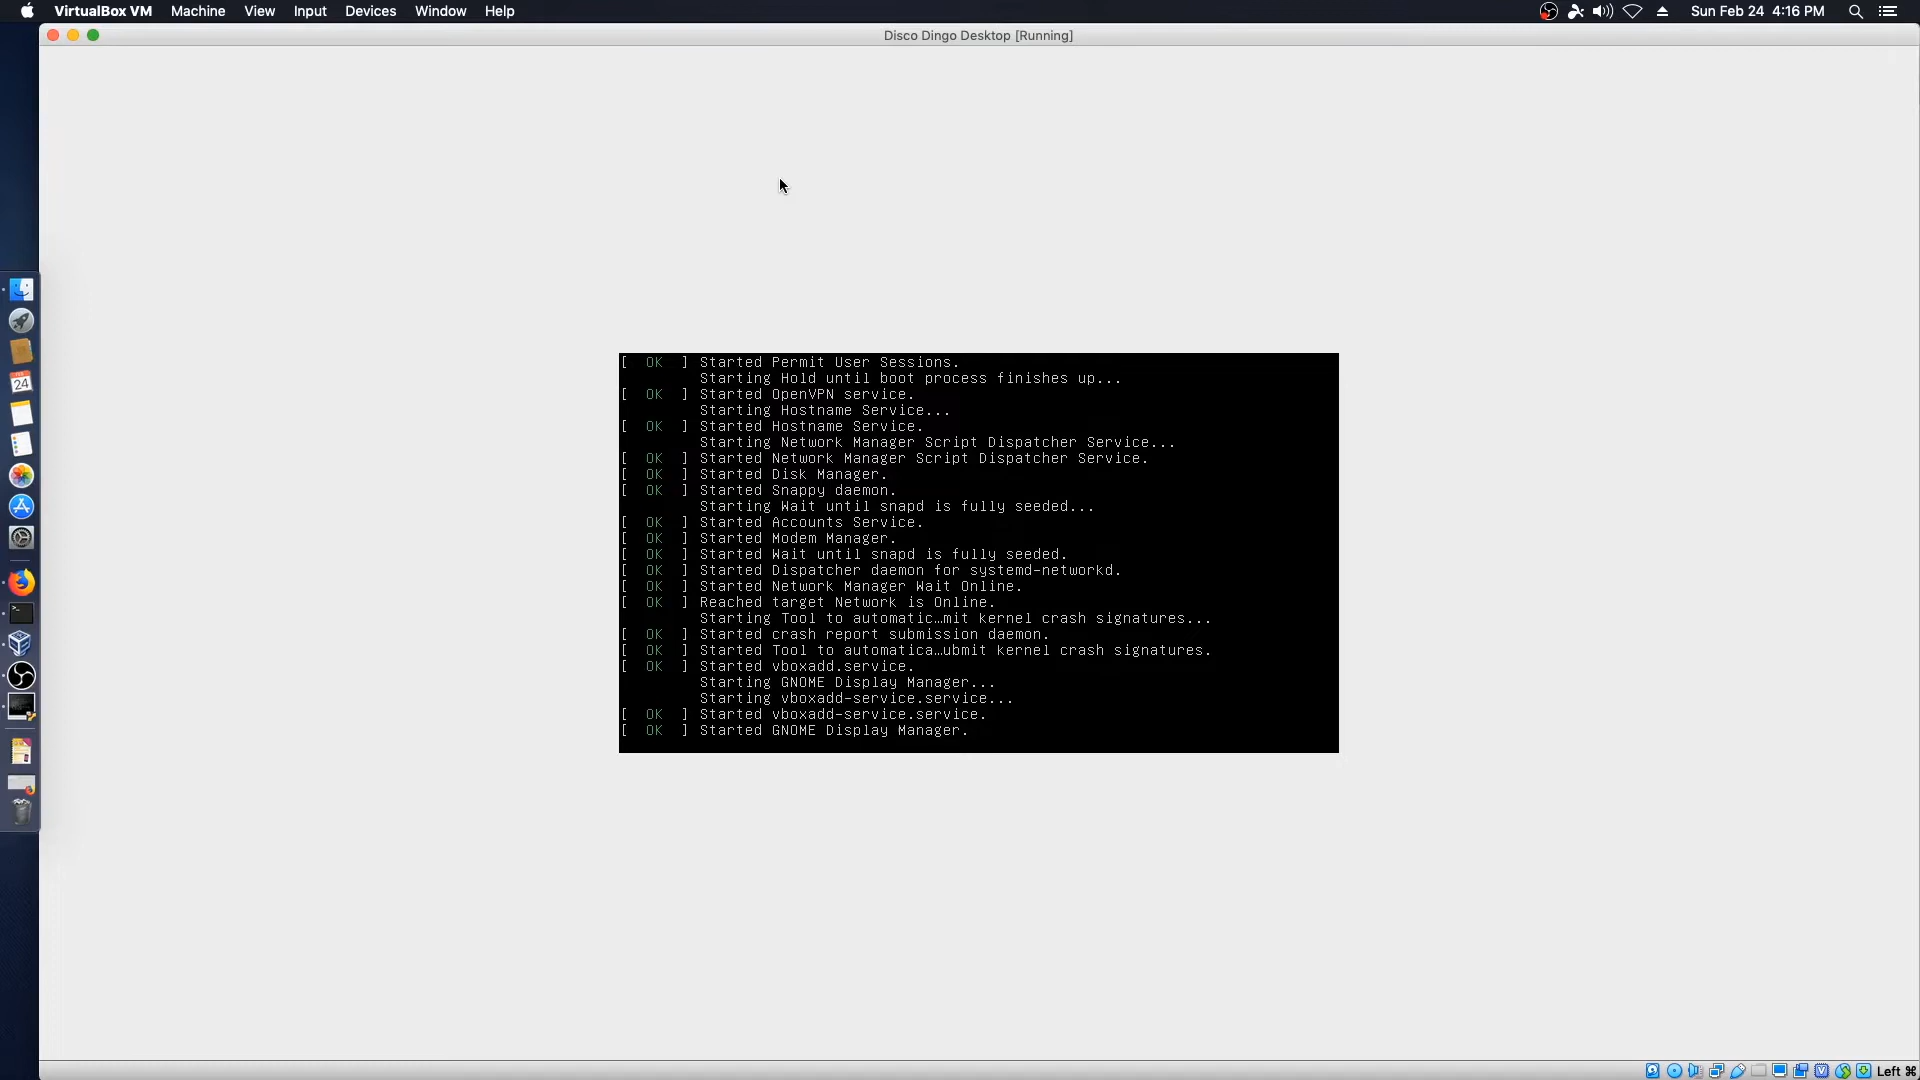 VirtualBox VM Machine View Input Devices Window Help Sun Feb 24 4:16 PM
Disco Dingo Desktop [Running]
[ OK ] Started Permit User Sessions.
Starting Hold until boot process finishes up...
[ OK ] Started OpenVPN service.
Starting Hostname Service...
[ OK ] Started Hostname Service.
Starting Network Manager Script Dispatcher Service...
[ OK ] Started Network Manager Script Dispatcher Service.
[ OK ] Started Disk Manager.
[ OK ] Started Snappy daemon.
Starting Wait until snapd is fully seeded...
[ OK ] Started Accounts Service.
[ OK ] Started Modem Manager.
[ OK ] Started Wait until snapd is fully seeded.
[ OK ] Started Dispatcher daemon for systemd-networkd.
[ OK ] Started Network Manager Wait Online.
[ OK ] Reached target Network is Online.
Starting Tool to automatic…mit kernel crash signatures...
[ OK ] Started crash report submission daemon.
[ OK ] Started Tool to automatica…ubmit kernel crash signatures.
[ OK ] Started vboxadd.service.
Starting GNOME Display Manager...
Starting vboxadd-service.service...
[ OK ] Started vboxadd-service.service.
[ OK ] Started GNOME Display Manager.
24
Left ⌘